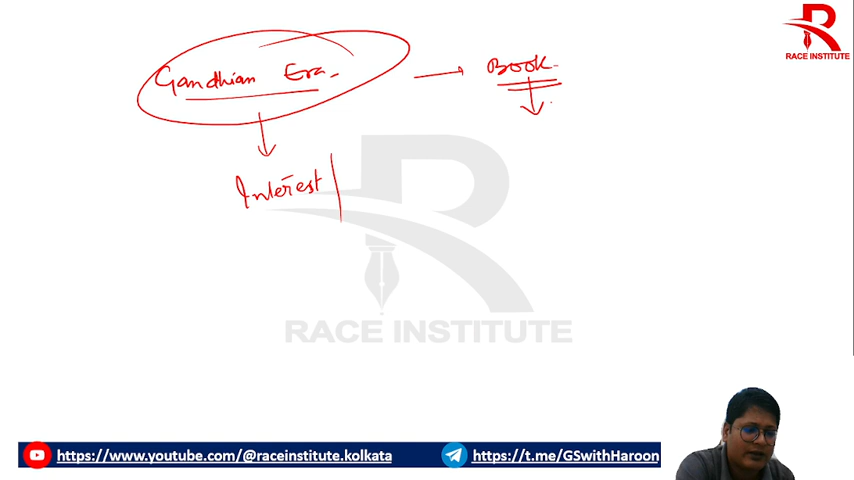 RACE INSTITUTE
Gandhian Era
Book
Interest
RACE INSTITUTE
https://www.youtube.com/@raceinstitute.kolkata
https://t.me/GSwithHaroon